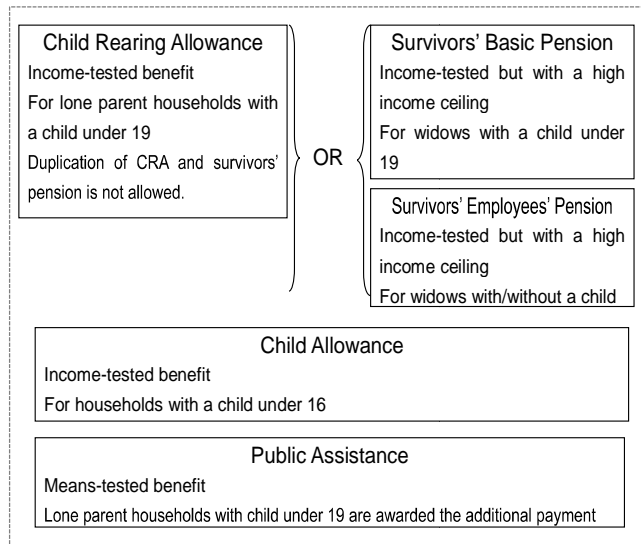 Child Rearing Allowance
Income-tested benefit
For lone parent households with
a child under 19
Duplication of CRA and survivors'
pension is not allowed.
OR
Survivors' Basic Pension
Income-tested but with a high
income ceiling
For widows with a child under
19
Survivors' Employees' Pension
Income-tested but with a high
income ceiling
For widows with/without a child
Child Allowance
Income-tested benefit
For households with a child under 16
Public Assistance
Means-tested benefit
Lone parent households with child under 19 are awarded the additional payment